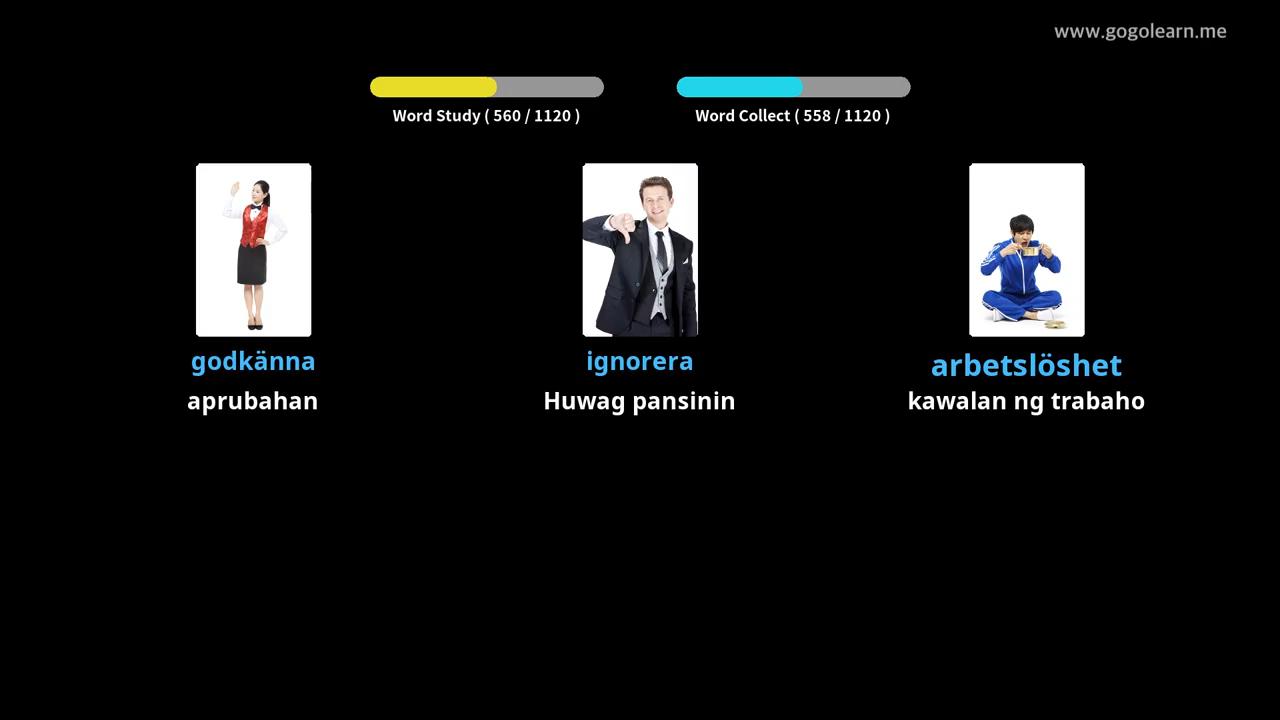 www.gogolearn.me
Word Study ( 560 / 1120 )
Word Collect ( 558 / 1120 )
godkänna
ignorera
arbetslöshet
aprubahan
Huwag pansinin
kawalan ng trabaho